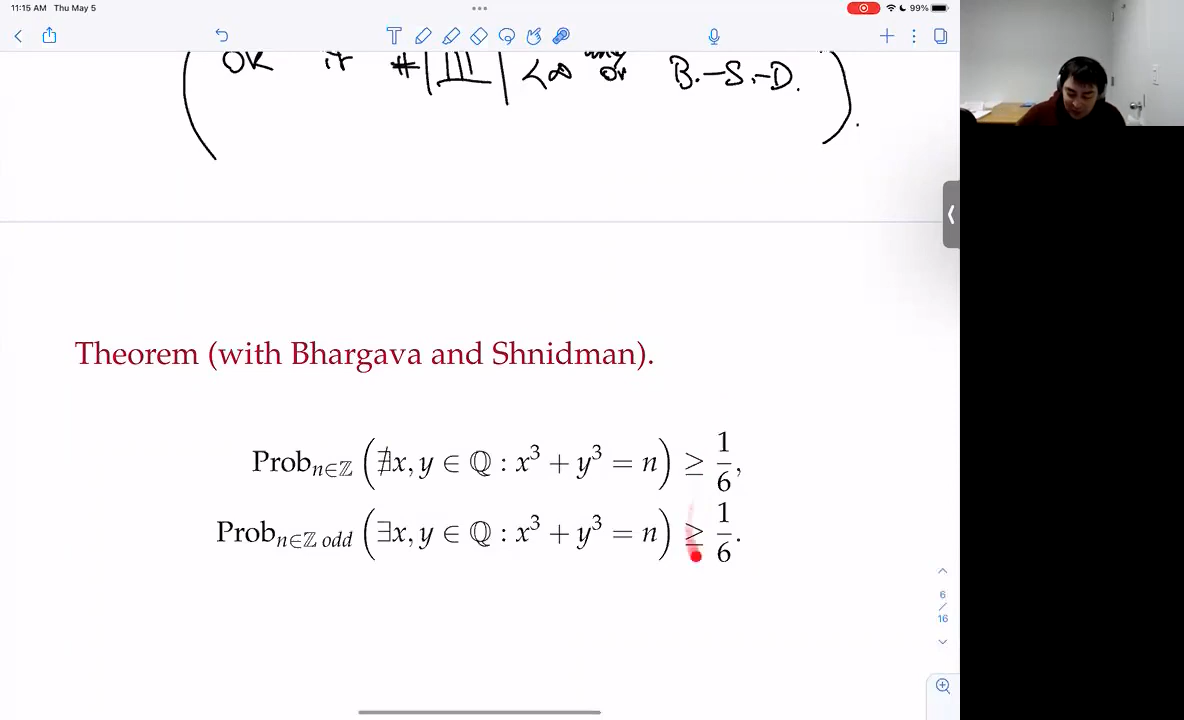 11:15 AM Thu May 5
99%
OK if #|Ш| < ∞ or B.-S.-D.
Theorem (with Bhargava and Shnidman).
Prob_{n∈ℤ} (∄x, y ∈ ℚ : x³ + y³ = n) ≥ 1/6,
Prob_{n∈ℤ odd} (∃x, y ∈ ℚ : x³ + y³ = n) ≥ 1/6.
6
/
16